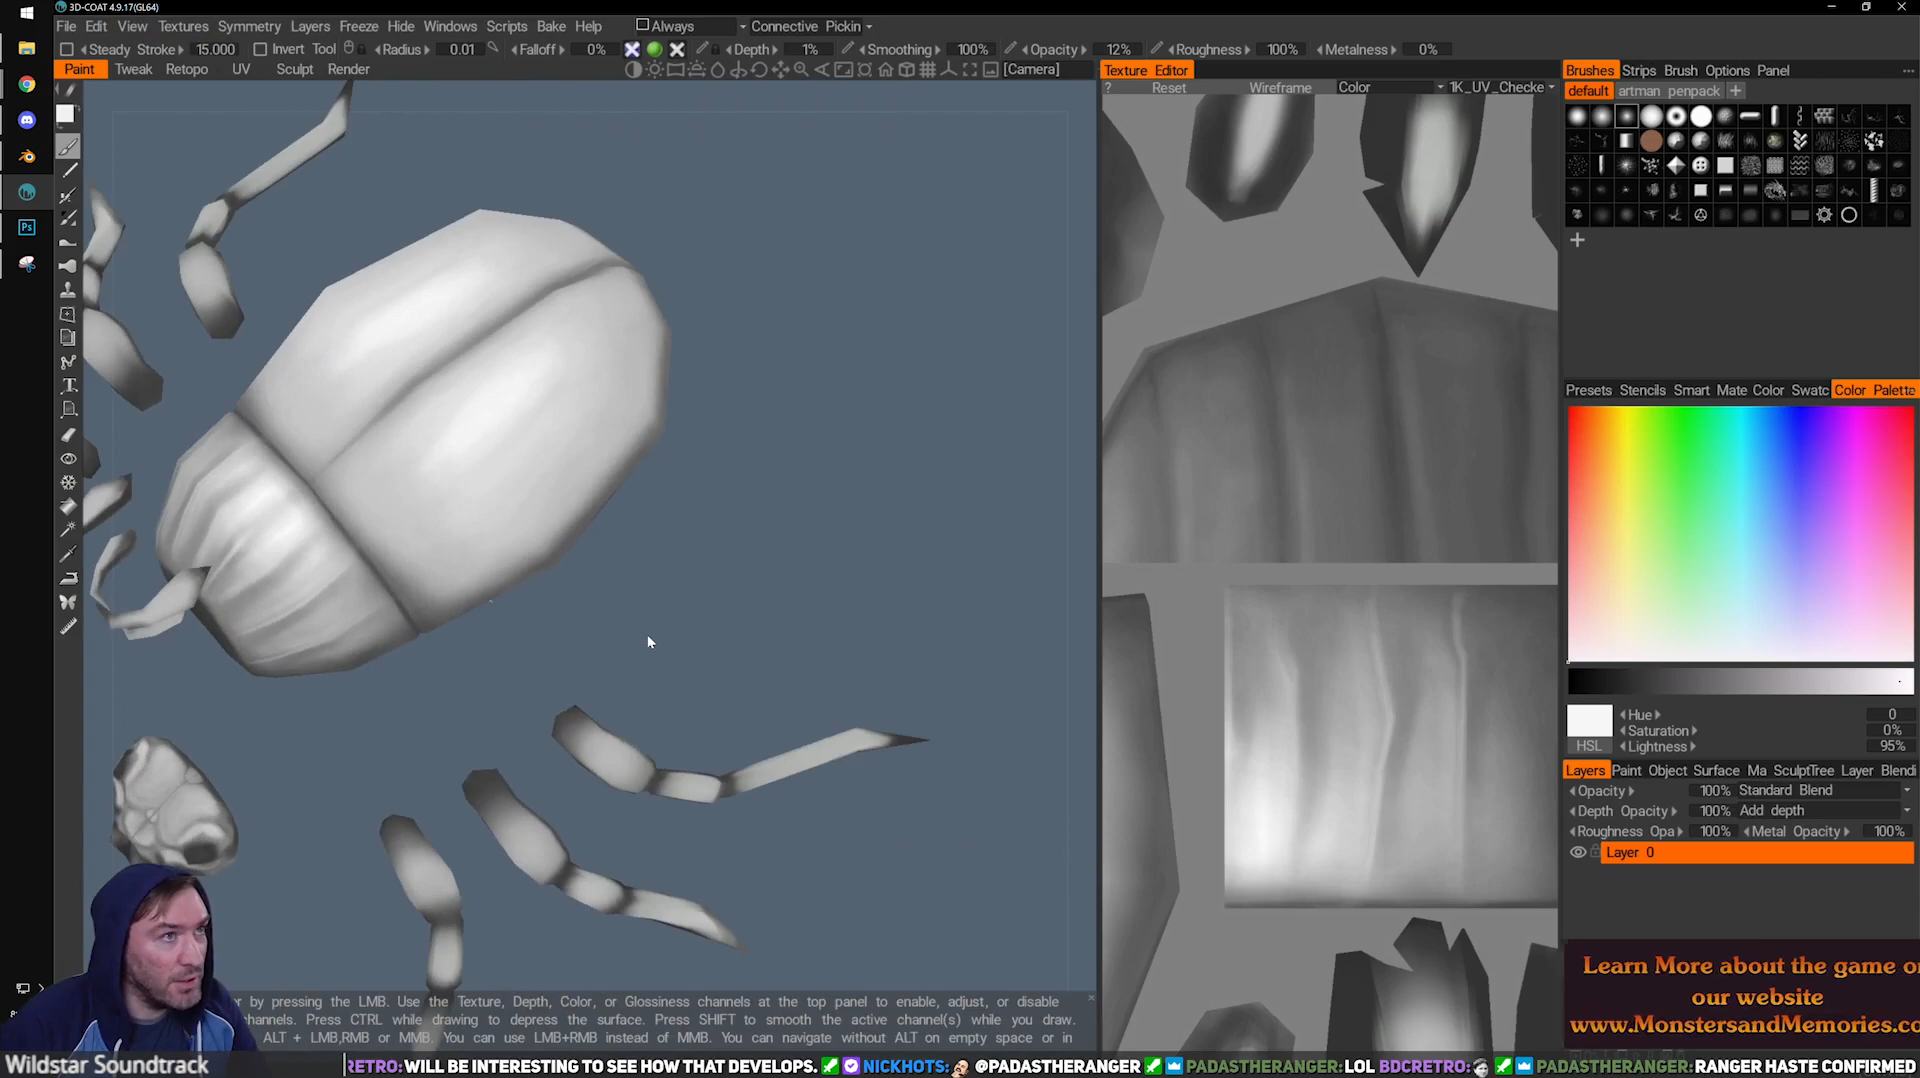 3D-COAT 4.9.17(GL64)
File Edit View Textures Symmetry Layers Freeze Hide Windows Scripts Bake Help Always Connective Pickin
Steady Stroke 15.000 Invert Tool Radius 0.01 Falloff 0% Depth 1% Smoothing 100% Opacity 12% Roughness 100% Metalness 0%
Paint Tweak Retopo UV Sculpt Render [Camera]
Texture Editor
? Reset Wireframe Color 1K_UV_Checke
Brushes Strips Brush Options Panel
default artman penpack +
Presets Stencils Smart Mate Color Swatc Color Palette
Hue 0
Saturation 0%
HSL Lightness 95%
Layers Paint Object Surface Ma SculptTree Layer Blendi
Opacity 100% Standard Blend
Depth Opacity 100% Add depth
Roughness Opa 100% Metal Opacity 100%
Layer 0
Ps
or by pressing the LMB. Use the Texture, Depth, Color, or Glossiness channels at the top panel to enable, adjust, or disable
hannels. Press CTRL while drawing to depress the surface. Press SHIFT to smooth the active channel(s) while you draw.
ALT + LMB,RMB or MMB. You can use LMB+RMB instead of MMB. You can navigate without ALT on empty space or in
Learn More about the game or
our website
www.MonstersandMemories.co
Wildstar Soundtrack
RETRO: WILL BE INTERESTING TO SEE HOW THAT DEVELOPS. NICKHOTS: @PADASTHERANGER PADASTHERANGER: LOL BDCRETRO: PADASTHERANGER: RANGER HASTE CONFIRMED